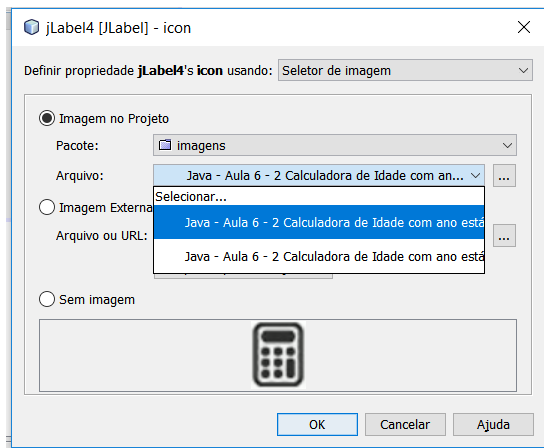 jLabel4 [JLabel] - icon
Definir propriedade jLabel4's icon usando: Seletor de imagem
Imagem no Projeto
Pacote: imagens
Arquivo: Java - Aula 6 - 2 Calculadora de Idade com an... ...
Selecionar...
Imagem Externa
Java - Aula 6 - 2 Calculadora de Idade com ano está
Arquivo ou URL: ...
Java - Aula 6 - 2 Calculadora de Idade com ano está
Sem imagem
OK Cancelar Ajuda